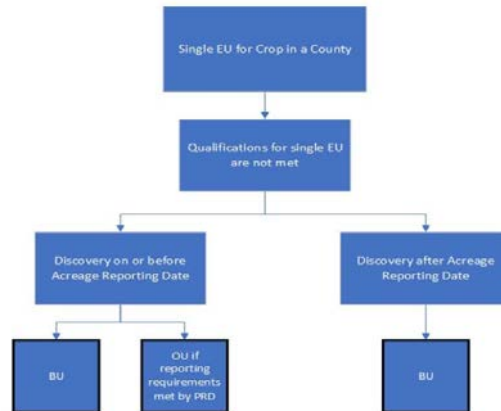 Single EU for Crop in a County
Qualifications for single EU
are not met
Discovery on or before
Acreage Reporting Date
Discovery after Acreage
Reporting Date
BU
OU if
reporting
requirements
met by PRD
BU